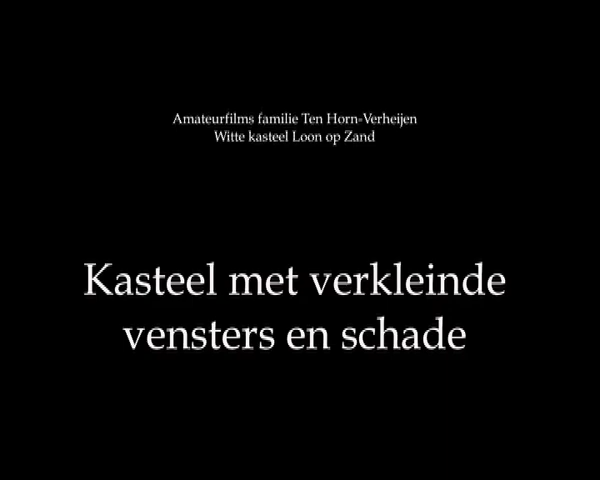 Amateurfilms familie Ten Horn-Verheijen
Witte kasteel Loon op Zand
Kasteel met verkleinde
vensters en schade